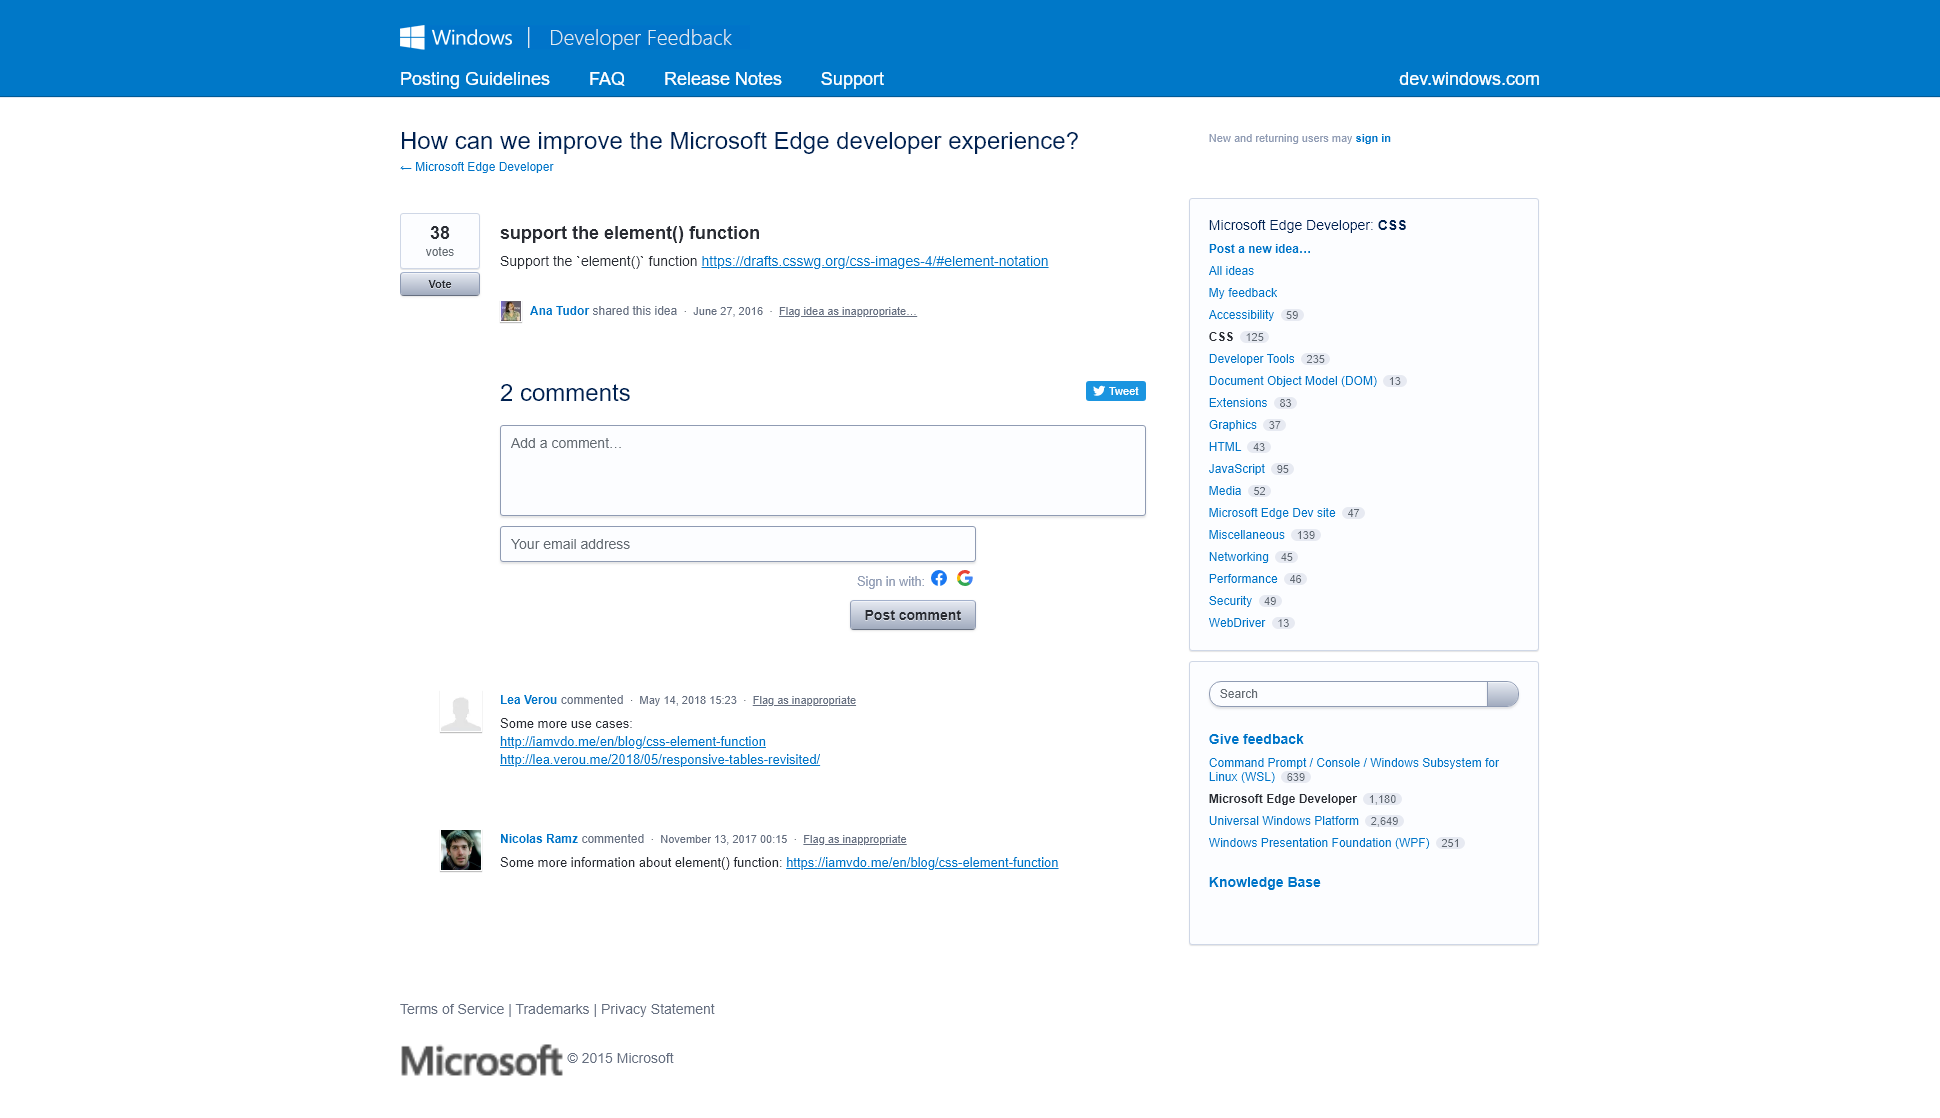 Windows | Developer Feedback
Posting Guidelines FAQ Release Notes Support dev.windows.com
How can we improve the Microsoft Edge developer experience?
← Microsoft Edge Developer
New and returning users may sign in
38
votes
Vote
support the element() function
Support the `element()` function https://drafts.csswg.org/css-images-4/#element-notation
Ana Tudor shared this idea · June 27, 2016 · Flag idea as inappropriate…
2 comments
Tweet
Add a comment…
Your email address
Sign in with:
Post comment
Lea Verou commented · May 14, 2018 15:23 · Flag as inappropriate
Some more use cases:
http://iamvdo.me/en/blog/css-element-function
http://lea.verou.me/2018/05/responsive-tables-revisited/
Nicolas Ramz commented · November 13, 2017 00:15 · Flag as inappropriate
Some more information about element() function: https://iamvdo.me/en/blog/css-element-function
Microsoft Edge Developer: CSS
Post a new idea…
All ideas
My feedback
Accessibility 59
CSS 125
Developer Tools 235
Document Object Model (DOM) 13
Extensions 83
Graphics 37
HTML 43
JavaScript 95
Media 52
Microsoft Edge Dev site 47
Miscellaneous 139
Networking 45
Performance 46
Security 49
WebDriver 13
Search
Give feedback
Command Prompt / Console / Windows Subsystem for
Linux (WSL) 639
Microsoft Edge Developer 1,180
Universal Windows Platform 2,649
Windows Presentation Foundation (WPF) 251
Knowledge Base
Terms of Service | Trademarks | Privacy Statement
Microsoft © 2015 Microsoft